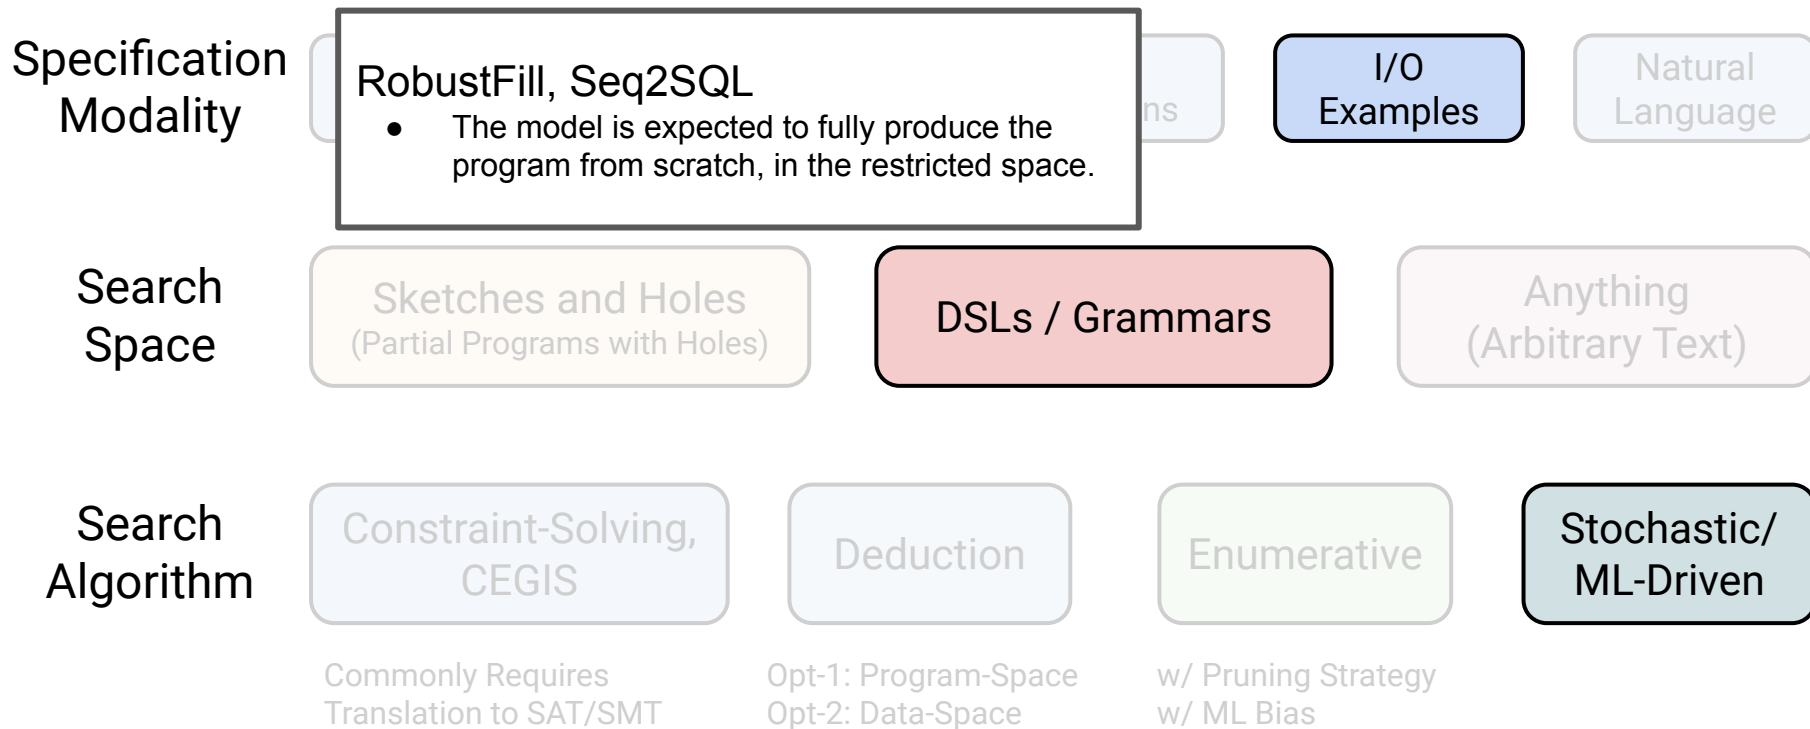 Specification
Modality
RobustFill, Seq2SQL
● The model is expected to fully produce the
program from scratch, in the restricted space.
ns
I/O
Examples
Natural
Language
Search
Space
Sketches and Holes
(Partial Programs with Holes)
DSLs / Grammars
Anything
(Arbitrary Text)
Search
Algorithm
Constraint-Solving,
CEGIS
Deduction
Enumerative
Stochastic/
ML-Driven
Commonly Requires
Translation to SAT/SMT
Opt-1: Program-Space
Opt-2: Data-Space
w/ Pruning Strategy
w/ ML Bias